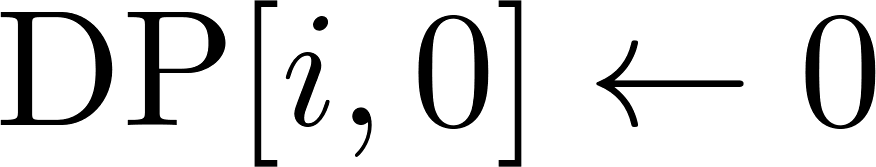 DP[i, 0] ← 0